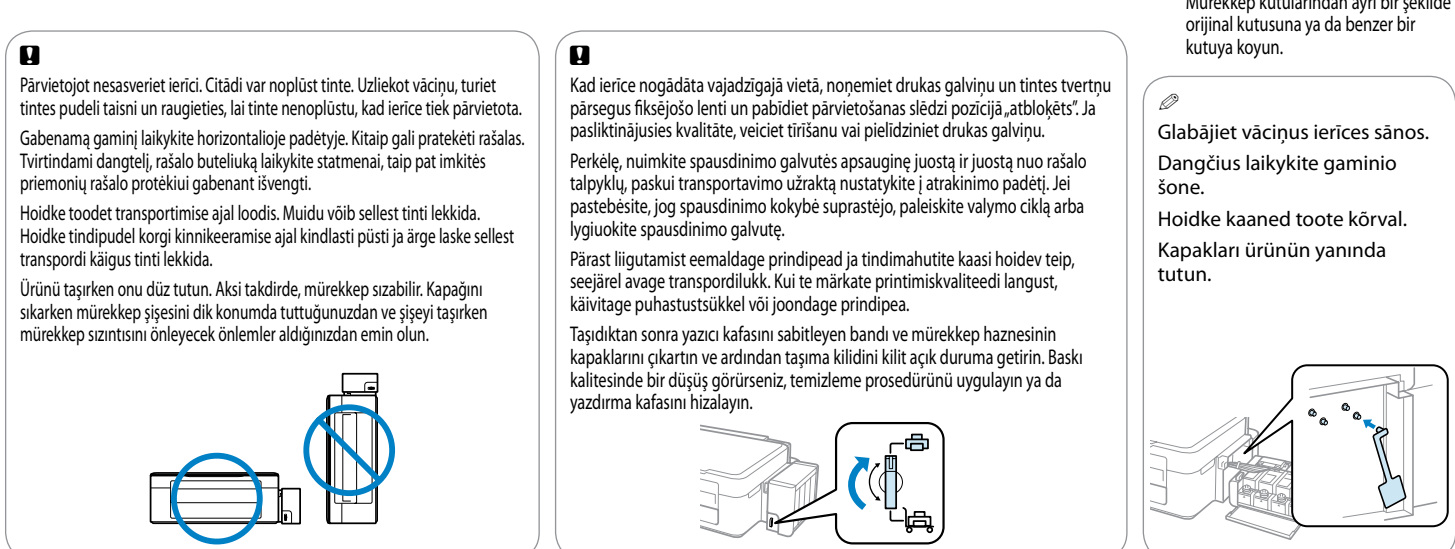 Pārvietojot nesasveriet ierīci. Citādi var noplūst tinte. Uzliekot vāciņu, turiet
tintes pudeli taisni un raugieties, lai tinte nenoplūstu, kad ierīce tiek pārvietota.
Gabenamą gaminį laikykite horizontalioje padėtyje. Kitaip gali pratekėti rašalas.
Tvirtindami dangtelį, rašalo buteliuką laikykite statmenai, taip pat imkitės
priemonių rašalo protėkiui gabenant išvengti.
Hoidke toodet transportimise ajal loodis. Muidu võib sellest tinti lekkida.
Hoidke tindipudel korgi kinnikeeramise ajal kindlasti püsti ja ärge laske sellest
transpordi käigus tinti lekkida.
Ürünü taşırken onu düz tutun. Aksi takdirde, mürekkep sızabilir. Kapağını
sıkarken mürekkep şişesini dik konumda tuttuğunuzdan ve şişeyi taşırken
mürekkep sızıntısını önleyecek önlemler aldığınızdan emin olun.
Kad ierīce nogādāta vajadzīgajā vietā, noņemiet drukas galviņu un tintes tvertņu
pārsegus fiksējošo lenti un pabīdiet pārvietošanas slēdzi pozīcijā „atbloķēts”. Ja
pasliktinājusies kvalitāte, veiciet tīrīšanu vai pielīdziniet drukas galviņu.
Perkėlę, nuimkite spausdinimo galvutės apsauginę juostą ir juostą nuo rašalo
talpyklų, paskui transportavimo užraktą nustatykite į atrakinimo padėtį. Jei
pastebėsite, jog spausdinimo kokybė suprastėjo, paleiskite valymo ciklą arba
lygiuokite spausdinimo galvutę.
Pärast liigutamist eemaldage prindipead ja tindimahutite kaasi hoidev teip,
seejärel avage transpordilukk. Kui te märkate printimiskvaliteedi langust,
käivitage puhastustsükkel või joondage prindipea.
Taşıdıktan sonra yazıcı kafasını sabitleyen bandı ve mürekkep haznesinin
kapaklarını çıkartın ve ardından taşıma kilidini kilit açık duruma getirin. Baskı
kalitesinde bir düşüş görürseniz, temizleme prosedürünü uygulayın ya da
yazdırma kafasını hizalayın.
Mürekkep kutularından ayrı bir şekilde
orijinal kutusuna ya da benzer bir
kutuya koyun.
Glabājiet vāciņus ierīces sānos.
Dangčius laikykite gaminio
šone.
Hoidke kaaned toote kõrval.
Kapakları ürünün yanında
tutun.